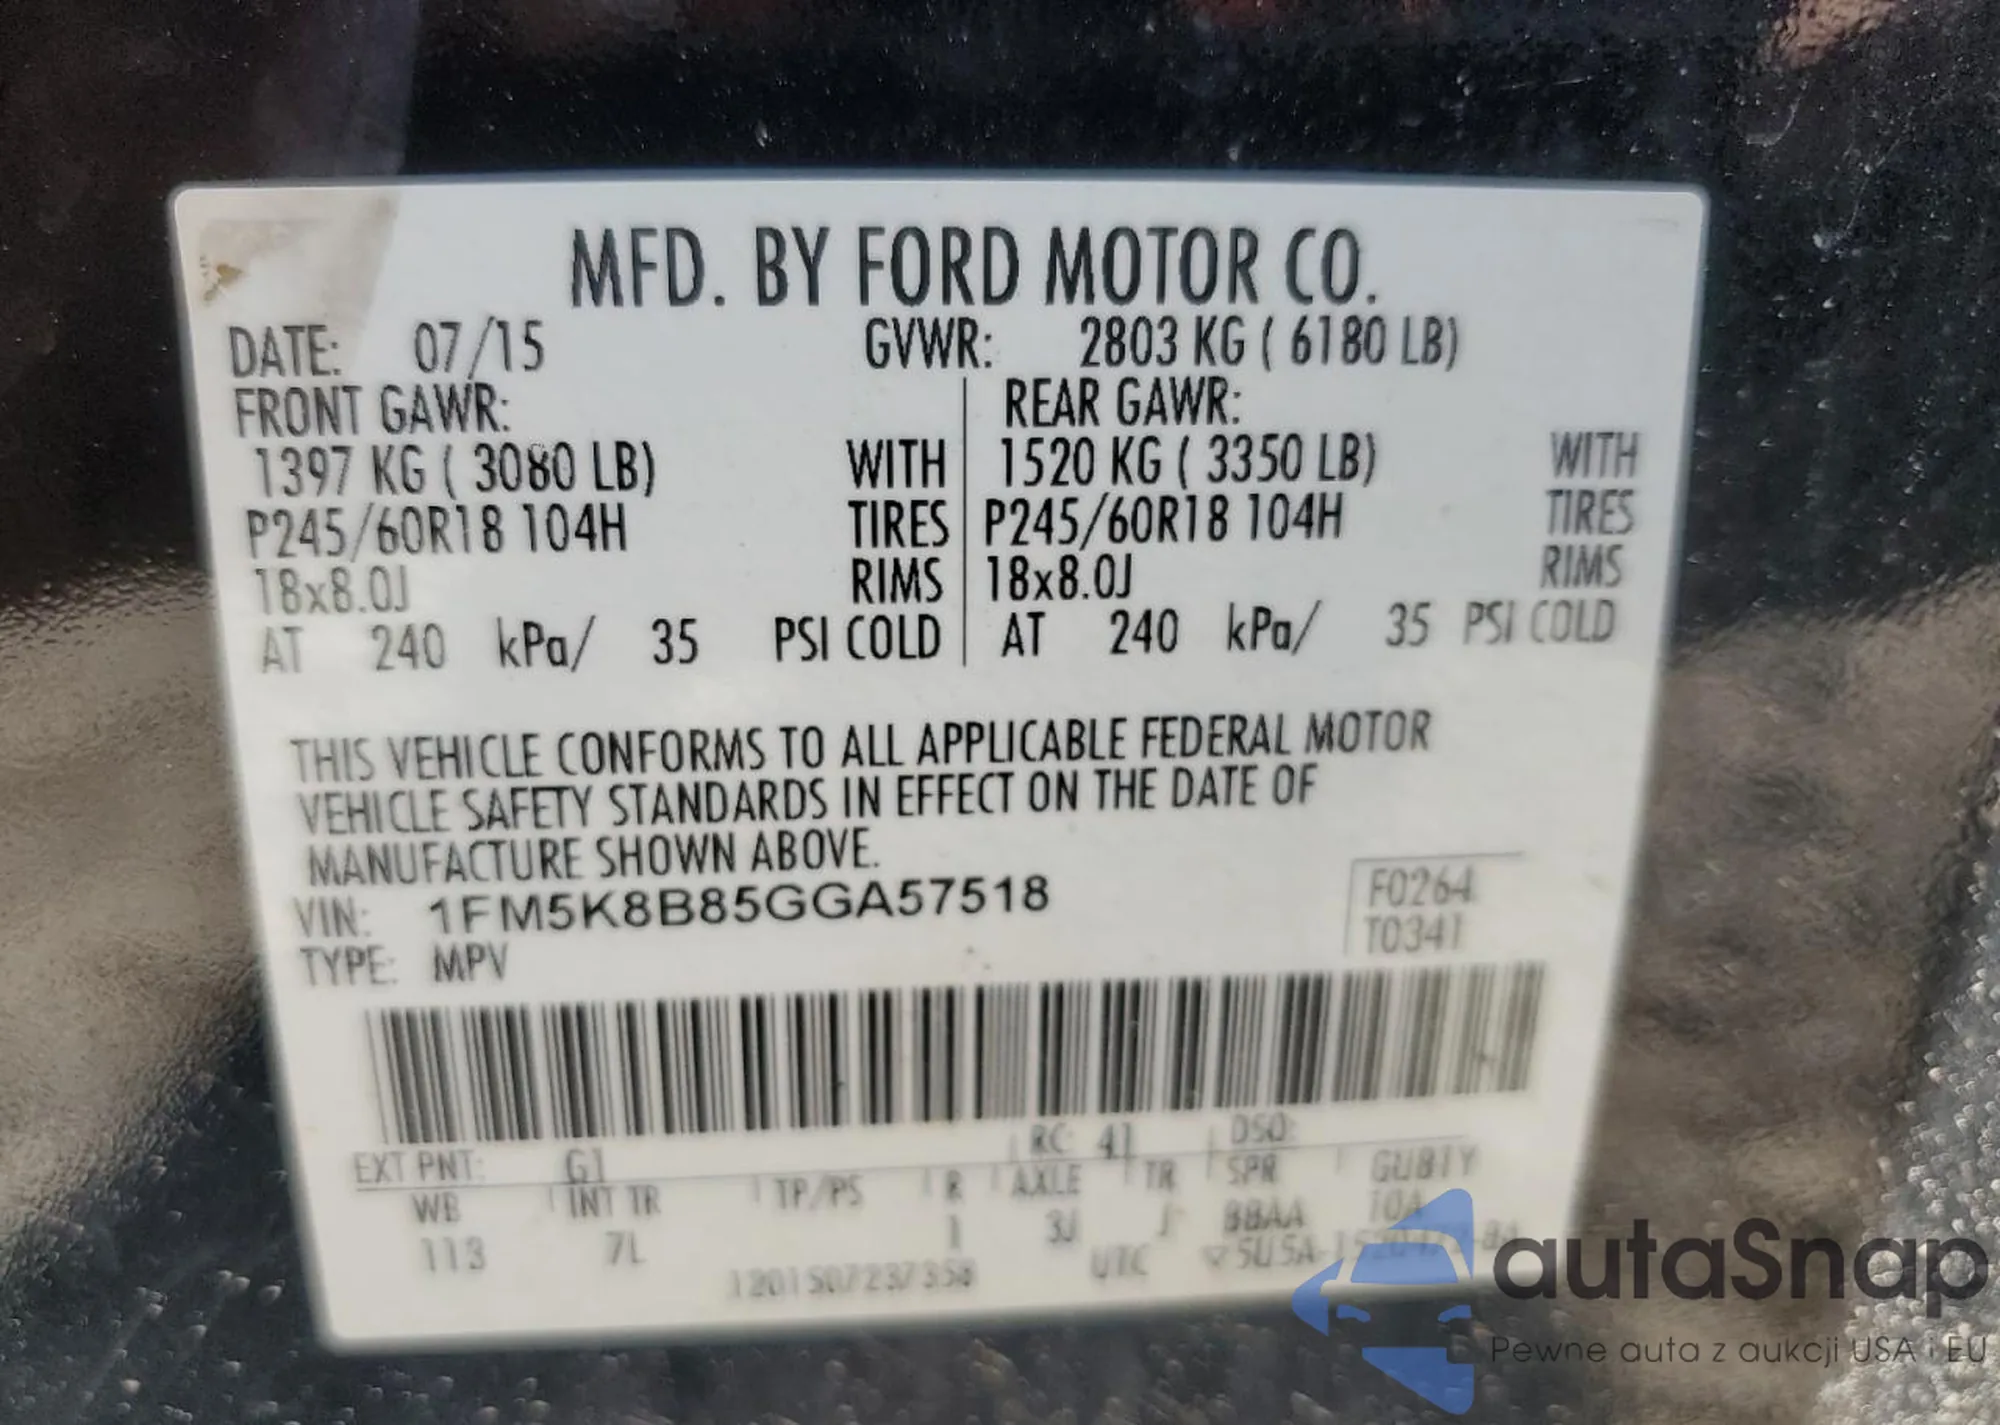 MFD. BY FORD MOTOR CO.
DATE: 07/15 GVWR: 2803 KG ( 6180 LB)
FRONT GAWR: REAR GAWR:
1397 KG ( 3080 LB) WITH 1520 KG ( 3350 LB) WITH
P245/60R18 104H TIRES P245/60R18 104H TIRES
18x8.0J RIMS 18x8.0J RIMS
AT 240 kPa/ 35 PSI COLD AT 240 kPa/ 35 PSI COLD
THIS VEHICLE CONFORMS TO ALL APPLICABLE FEDERAL MOTOR
VEHICLE SAFETY STANDARDS IN EFFECT ON THE DATE OF
MANUFACTURE SHOWN ABOVE.
VIN: 1FM5K8B85GGA57518
TYPE: MPV
F0264
T0341
EXT PNT: G1 RC: 41 DSO:
WB INT TR TP/PS R AXLE TR SPR GU81Y
113 7L 1 3J J BBAA 10A
UTC
autaSnap
Pewne auta z aukcji USA i EU